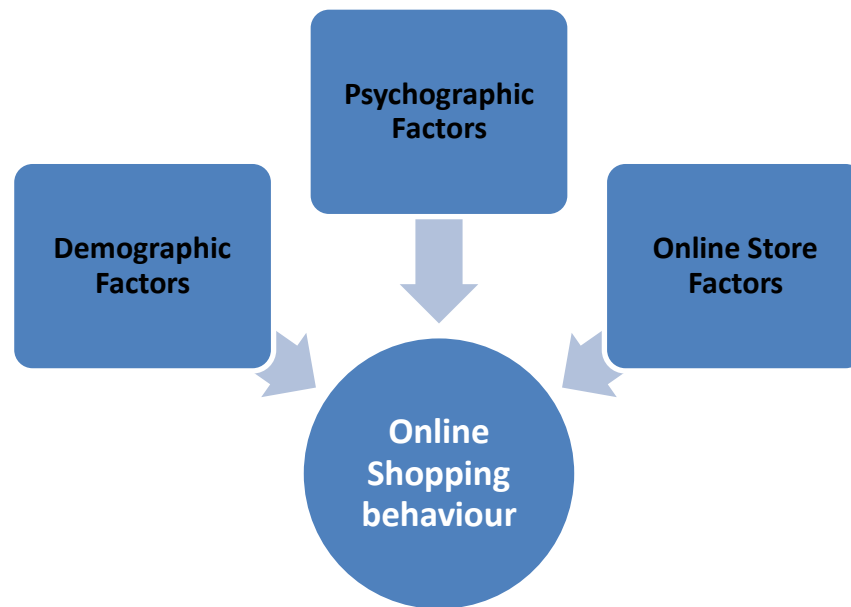 Psychographic
Factors
Demographic
Factors
Online Store
Factors
Online
Shopping
behaviour